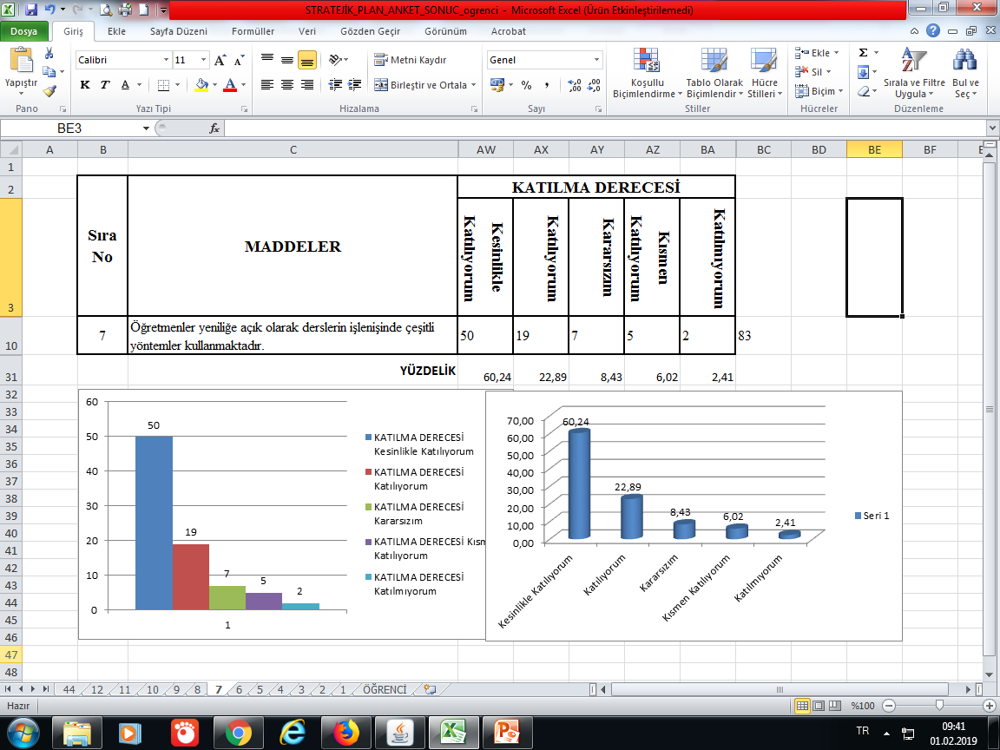 STRATEJİK_PLAN_ANKET_SONUC_ogrenci - Microsoft Excel (Ürün Etkinleştirilemedi)
Dosya Giriş Ekle Sayfa Düzeni Formüller Veri Gözden Geçir Görünüm Acrobat
Yapıştır
Calibri 11
K T A
Metni Kaydır
Birleştir ve Ortala
Genel
Koşullu Biçimlendirme
Tablo Olarak Biçimlendir
Hücre Stilleri
Ekle
Sil
Biçim
Sırala ve Filtre Uygula
Bul ve Seç
Pano Yazı Tipi Hizalama Sayı Stiller Hücreler Düzenleme
BE3 fx
A B C AW AX AY AZ BA BC BD BE BF
1
2
3
10
31
32
33
34
35
36
37
38
39
40
41
42
43
44
45
46
47
48
Sıra No
MADDELER
KATILMA DERECESİ
Kesinlikle Katılıyorum
Katılıyorum
Kararsızım
Kısmen Katılıyorum
Katılmıyorum
7
Öğretmenler yeniliğe açık olarak derslerin işlenişinde çeşitli
yöntemler kullanmaktadır.
50 19 7 5 2 83
YÜZDELİK 60,24 22,89 8,43 6,02 2,41
60
50
40
30
20
10
0
50
19
7
5
2
1
KATILMA DERECESİ
Kesinlikle Katılıyorum
KATILMA DERECESİ
Katılıyorum
KATILMA DERECESİ
Kararsızım
KATILMA DERECESİ Kısm
Katılıyorum
KATILMA DERECESİ
Katılmıyorum
70,00
60,00
50,00
40,00
30,00
20,00
10,00
0,00
60,24
22,89
8,43
6,02
2,41
Kesinlikle Katılıyorum
Katılıyorum
Kararsızım
Kısmen Katılıyorum
Katılmıyorum
Seri 1
44 12 11 10 9 8 7 6 5 4 3 2 1 ÖĞRENCİ
Hazır
%100
TR
09:41
01.02.2019